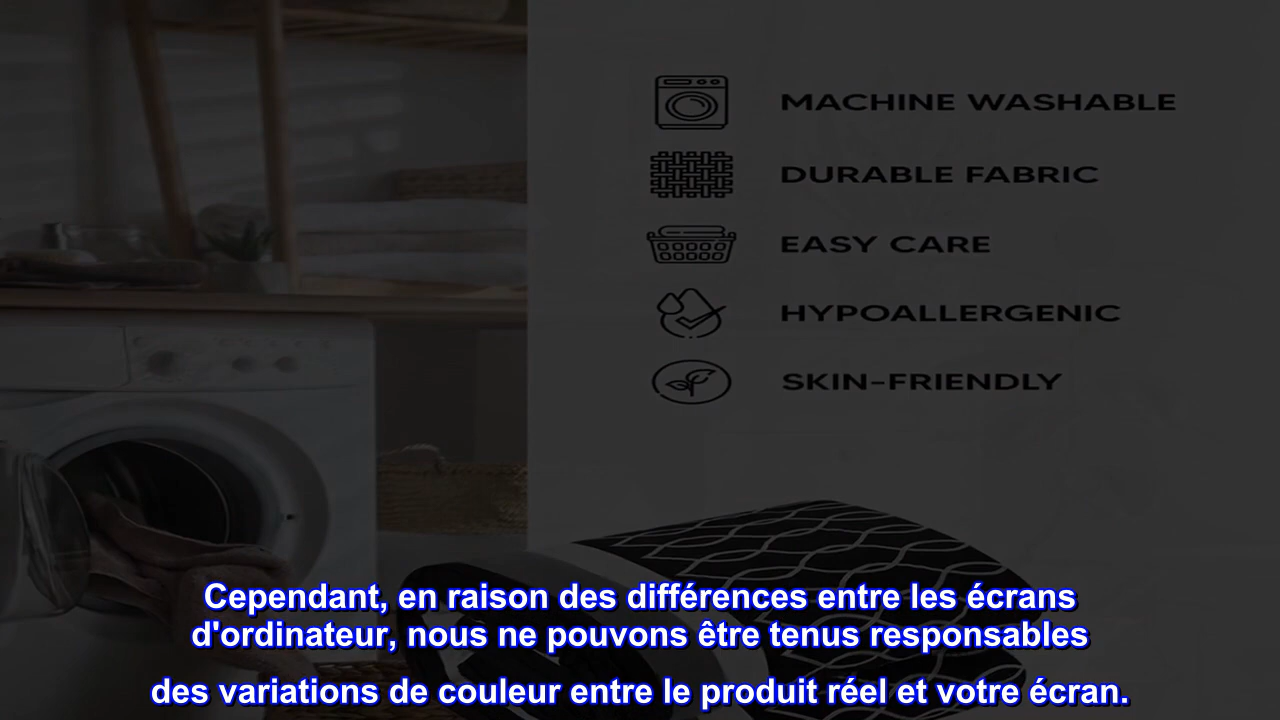 MACHINE WASHABLE
DURABLE FABRIC
EASY CARE
HYPOALLERGENIC
SKIN-FRIENDLY
Cependant, en raison des différences entre les écrans
d'ordinateur, nous ne pouvons être tenus responsables
des variations de couleur entre le produit réel et votre écran.